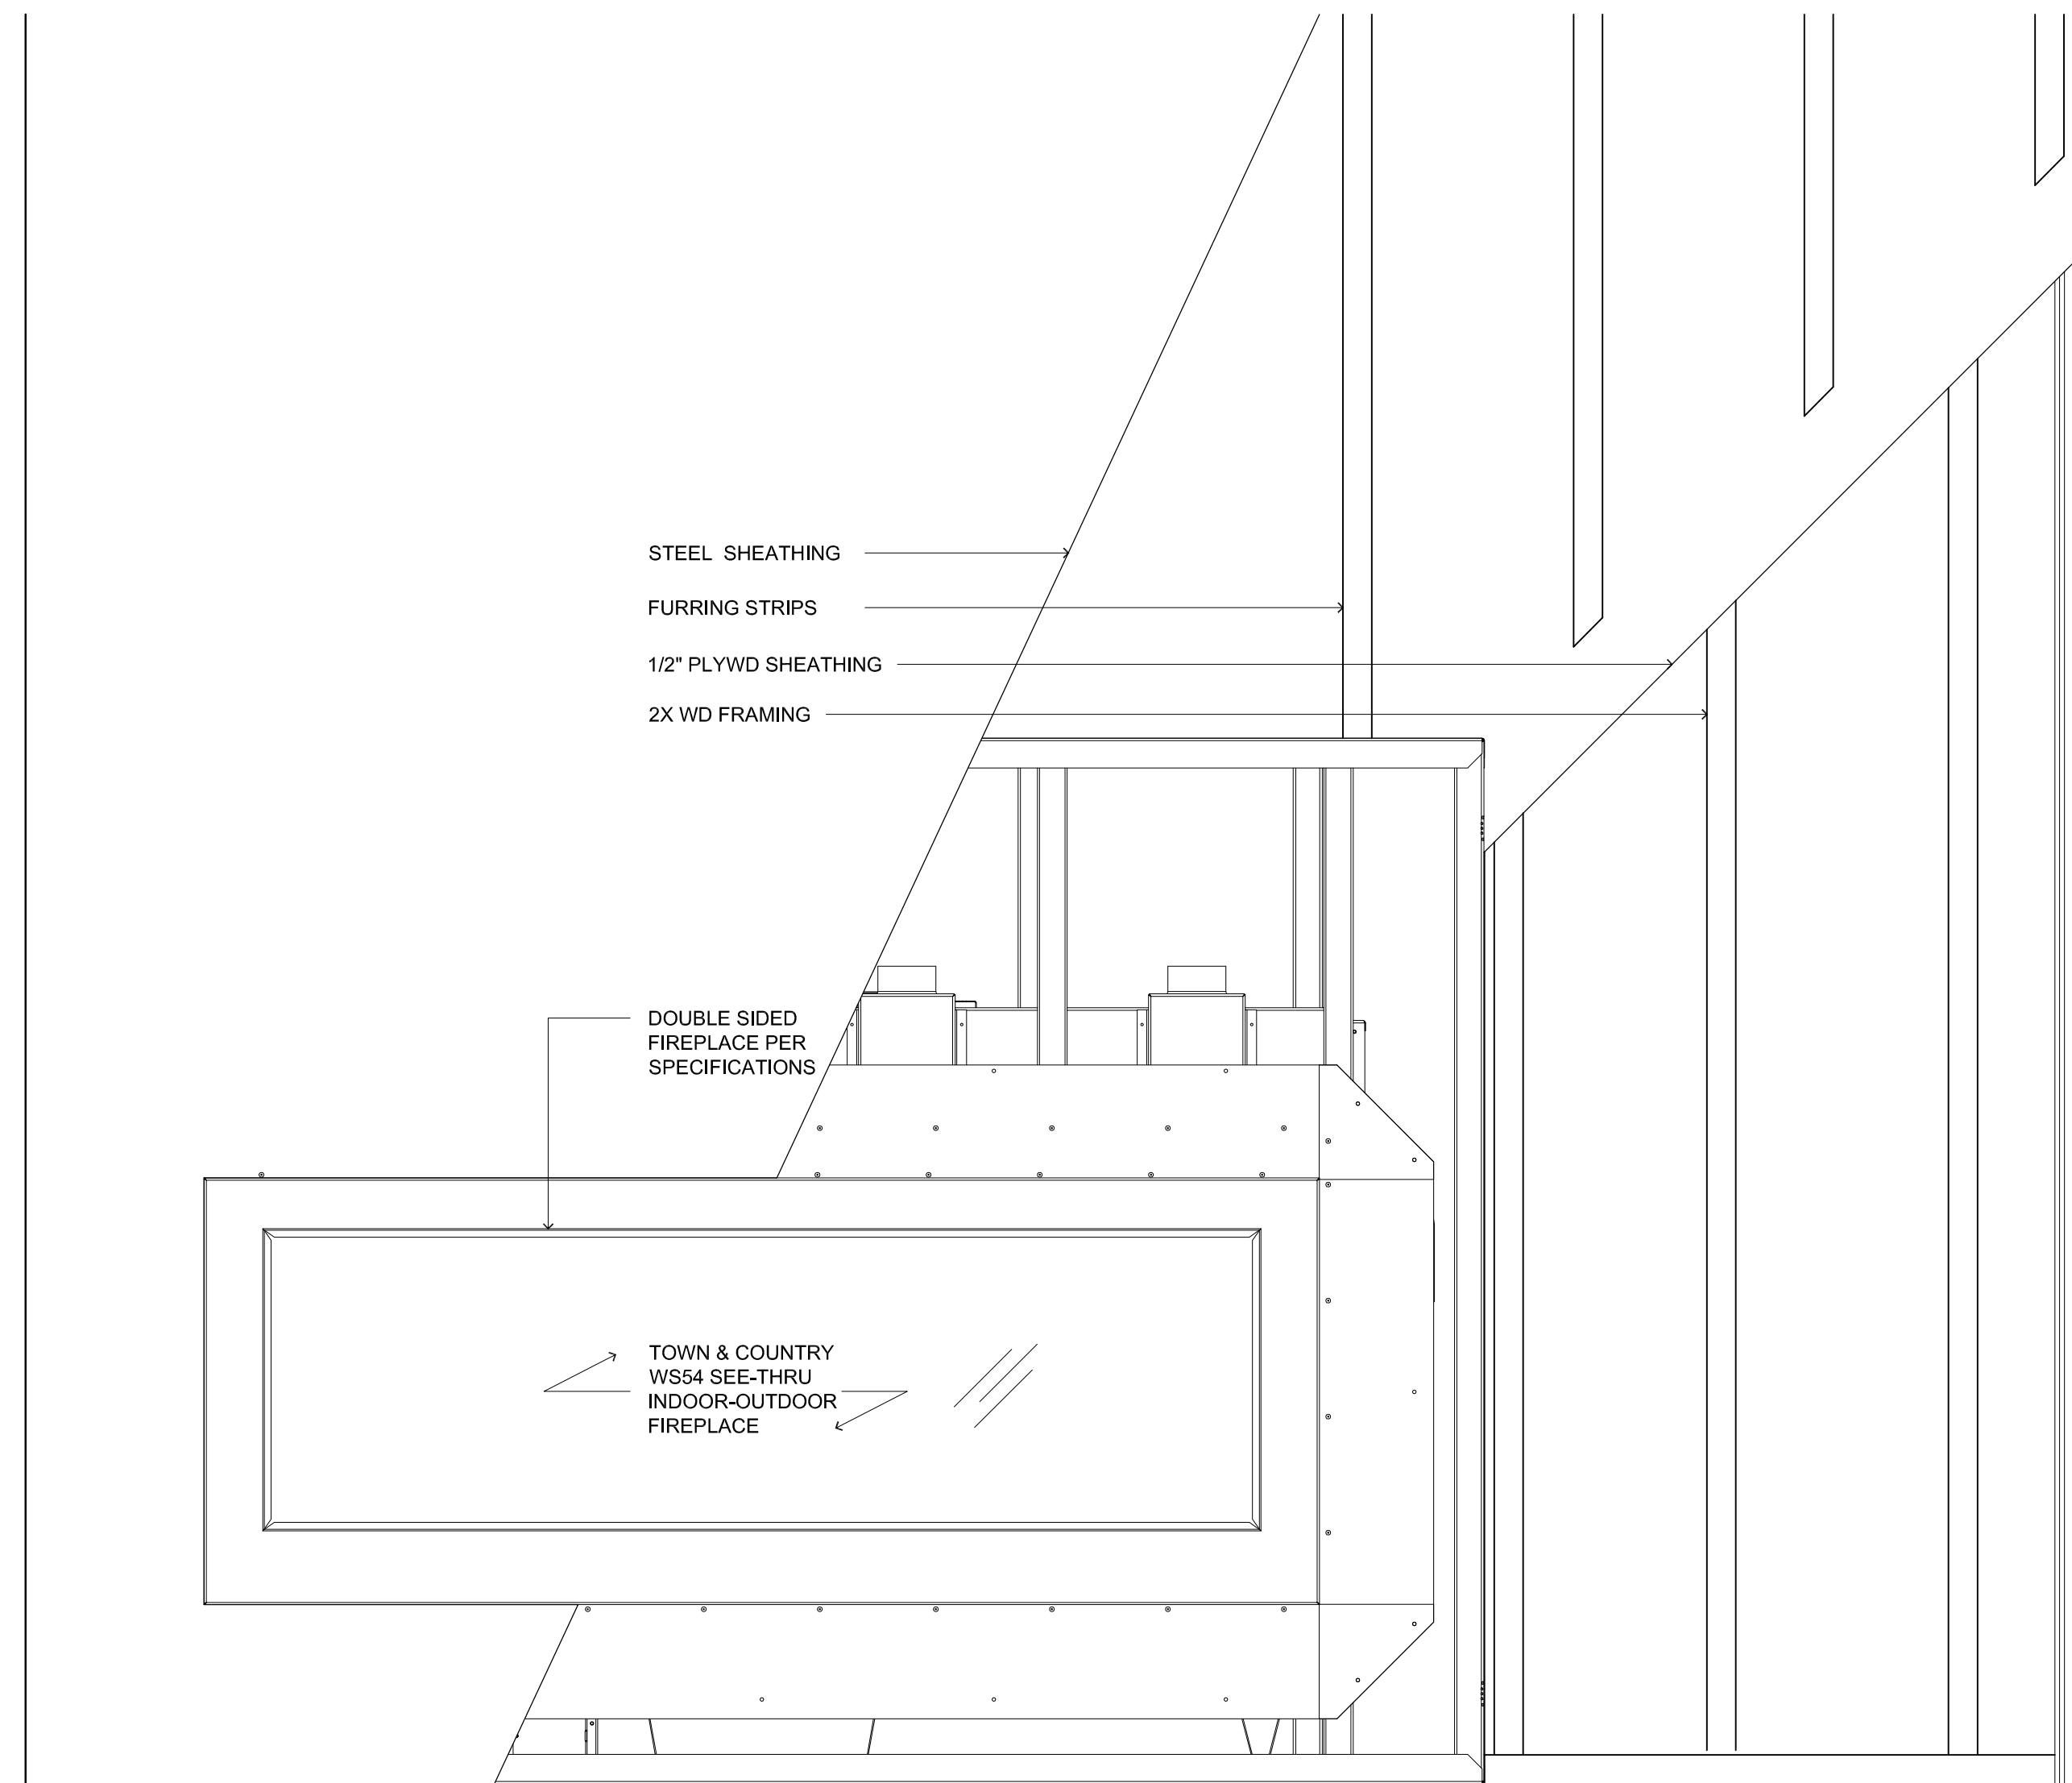 STEEL SHEATHING
FURRING STRIPS
1/2" PLYWD SHEATHING
2X WD FRAMING
DOUBLE SIDED
FIREPLACE PER
SPECIFICATIONS
TOWN & COUNTRY
WS54 SEE-THRU
INDOOR-OUTDOOR
FIREPLACE